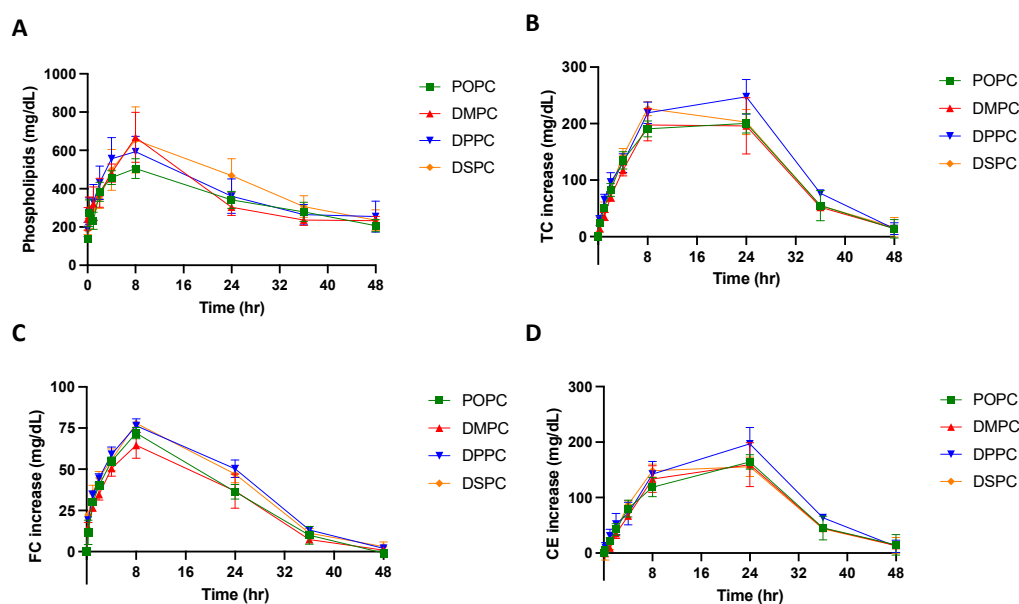 A
Phospholipids (mg/dL)
1000
800
600
400
200
0
0 8 16 24 32 40 48
Time (hr)
POPC
DMPC
DPPC
DSPC
B
TC increase (mg/dL)
300
200
100
0
8 16 24 32 40 48
Time (hr)
POPC
DMPC
DPPC
DSPC
C
FC increase (mg/dL)
100
75
50
25
0
8 16 24 32 40 48
Time (hr)
POPC
DMPC
DPPC
DSPC
D
CE increase (mg/dL)
300
200
100
0
8 16 24 32 40 48
Time (hr)
POPC
DMPC
DPPC
DSPC